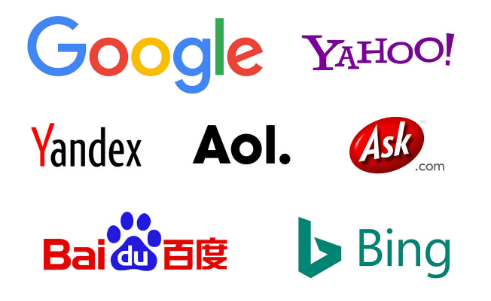 Google
YAHOO!
Yandex
Aol.
Ask
.com
Baidu百度
Bing